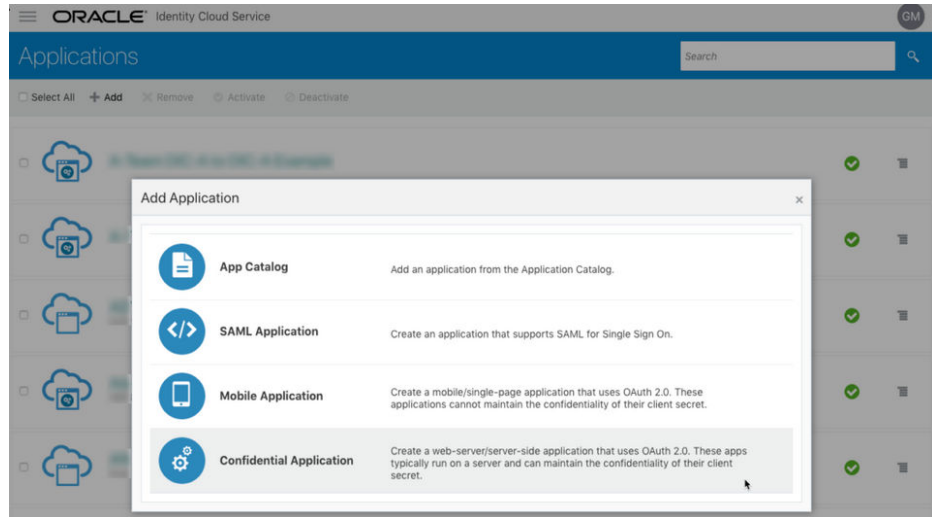 ORACLE® Identity Cloud Service
GM
Applications
Search
Select All Add Remove Activate Deactivate
Add Application
App Catalog
Add an application from the Application Catalog.
SAML Application
Create an application that supports SAML for Single Sign On.
Mobile Application
Create a mobile/single-page application that uses OAuth 2.0. These
applications cannot maintain the confidentiality of their client secret.
Confidential Application
Create a web-server/server-side application that uses OAuth 2.0. These apps
typically run on a server and can maintain the confidentiality of their client
secret.